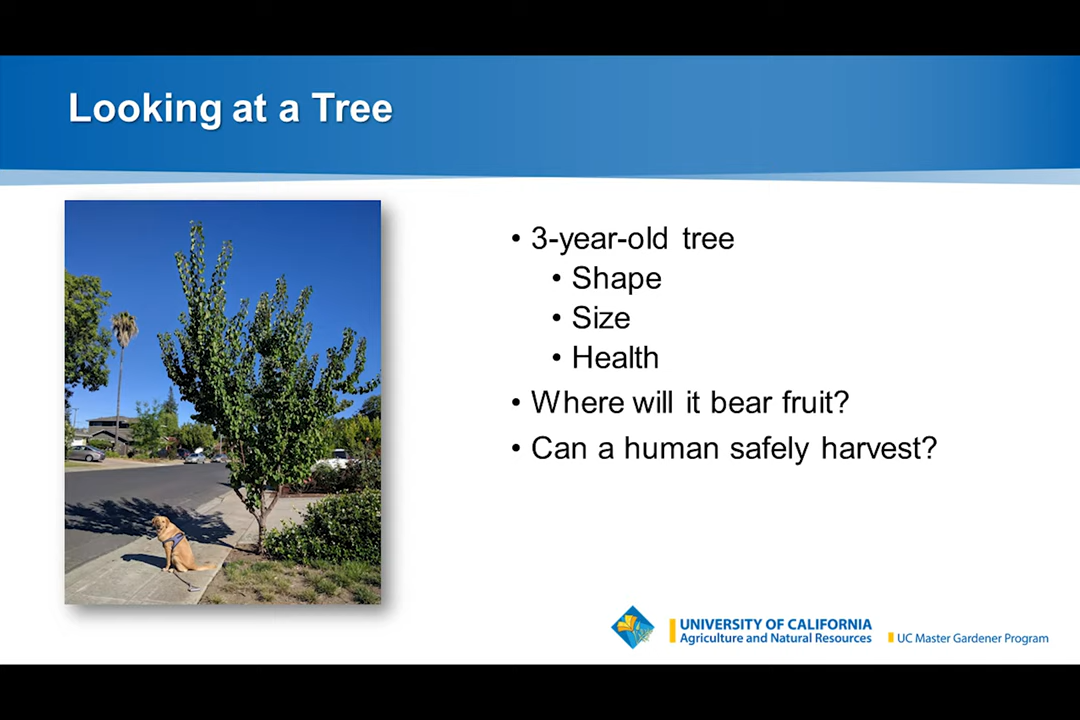 Looking at a Tree
• 3-year-old tree
• Shape
• Size
• Health
• Where will it bear fruit?
• Can a human safely harvest?
UNIVERSITY OF CALIFORNIA
Agriculture and Natural Resources
UC Master Gardener Program